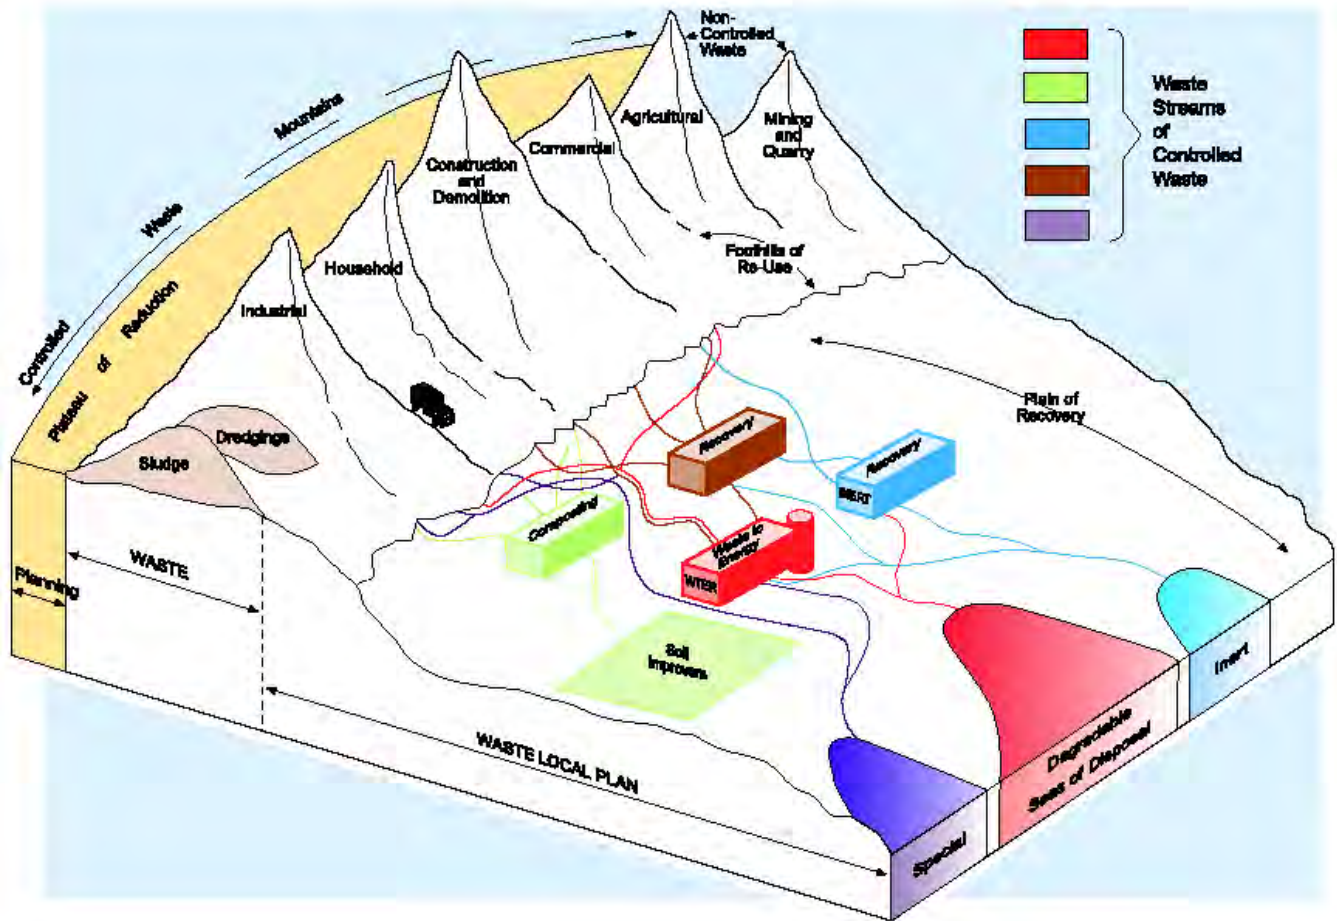 Non-
Controlled
Waste
Waste
Streams
of
Controlled
Waste
Controlled
Waste
Mountains
Plateau of Reduction
Agricultural
Mining
and
Quarry
Commercial
Construction
and
Demolition
Household
Industrial
Foothills of
Re-Use
Plain of
Recovery
Dredgings
Sludge
Recovery
Recovery
INERT
Composting
Waste to
Energy
WTER
Soil
Improvers
WASTE
Planning
WASTE LOCAL PLAN
Inert
Degradable
Seas of Disposal
Special